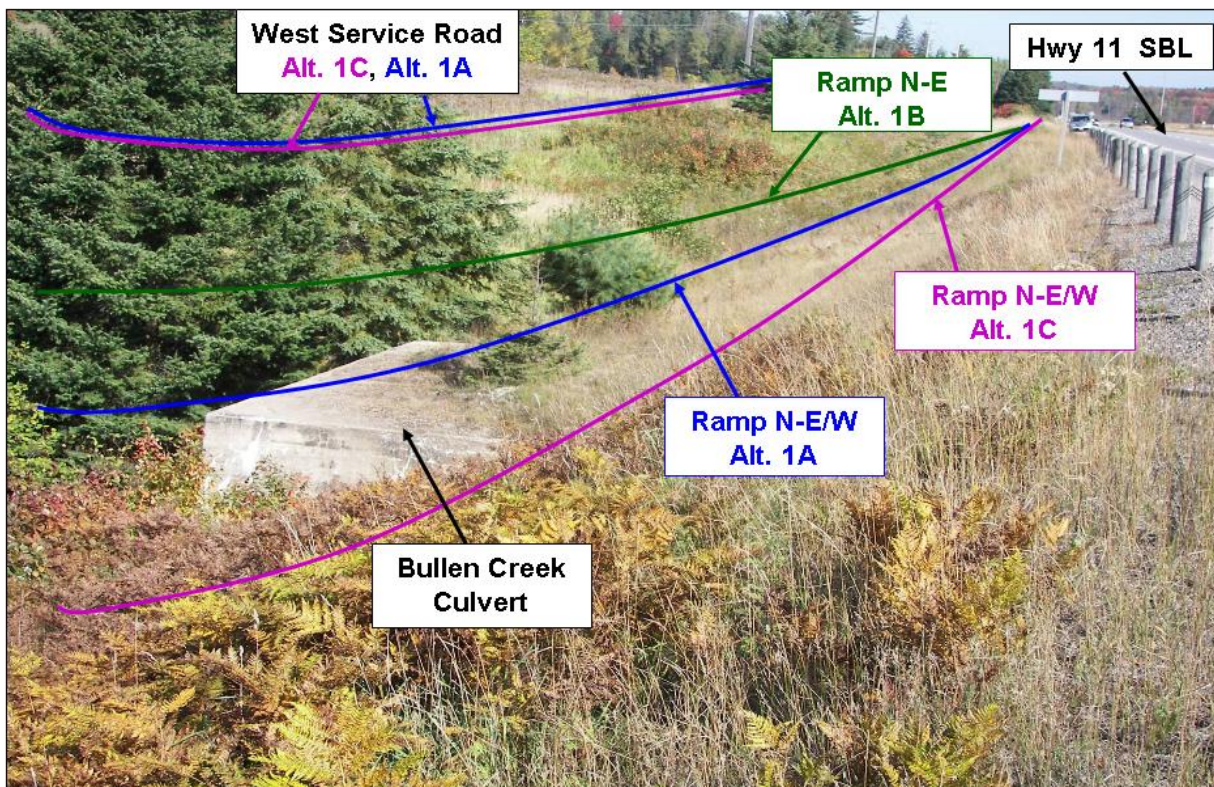 West Service Road
Alt. 1C, Alt. 1A
Ramp N-E
Alt. 1B
Hwy 11 SBL
Ramp N-E/W
Alt. 1C
Ramp N-E/W
Alt. 1A
Bullen Creek
Culvert